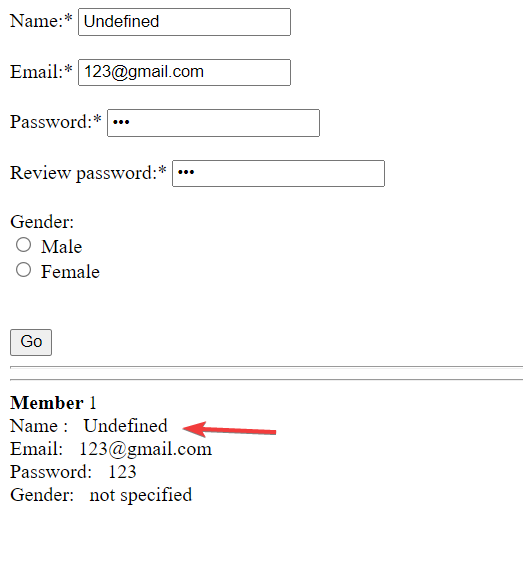 Name:* Undefined
Email:* 123@gmail.com
Password:* •••
Review password:* •••
Gender:
Male
Female
Go
Member 1
Name : Undefined
Email: 123@gmail.com
Password: 123
Gender: not specified